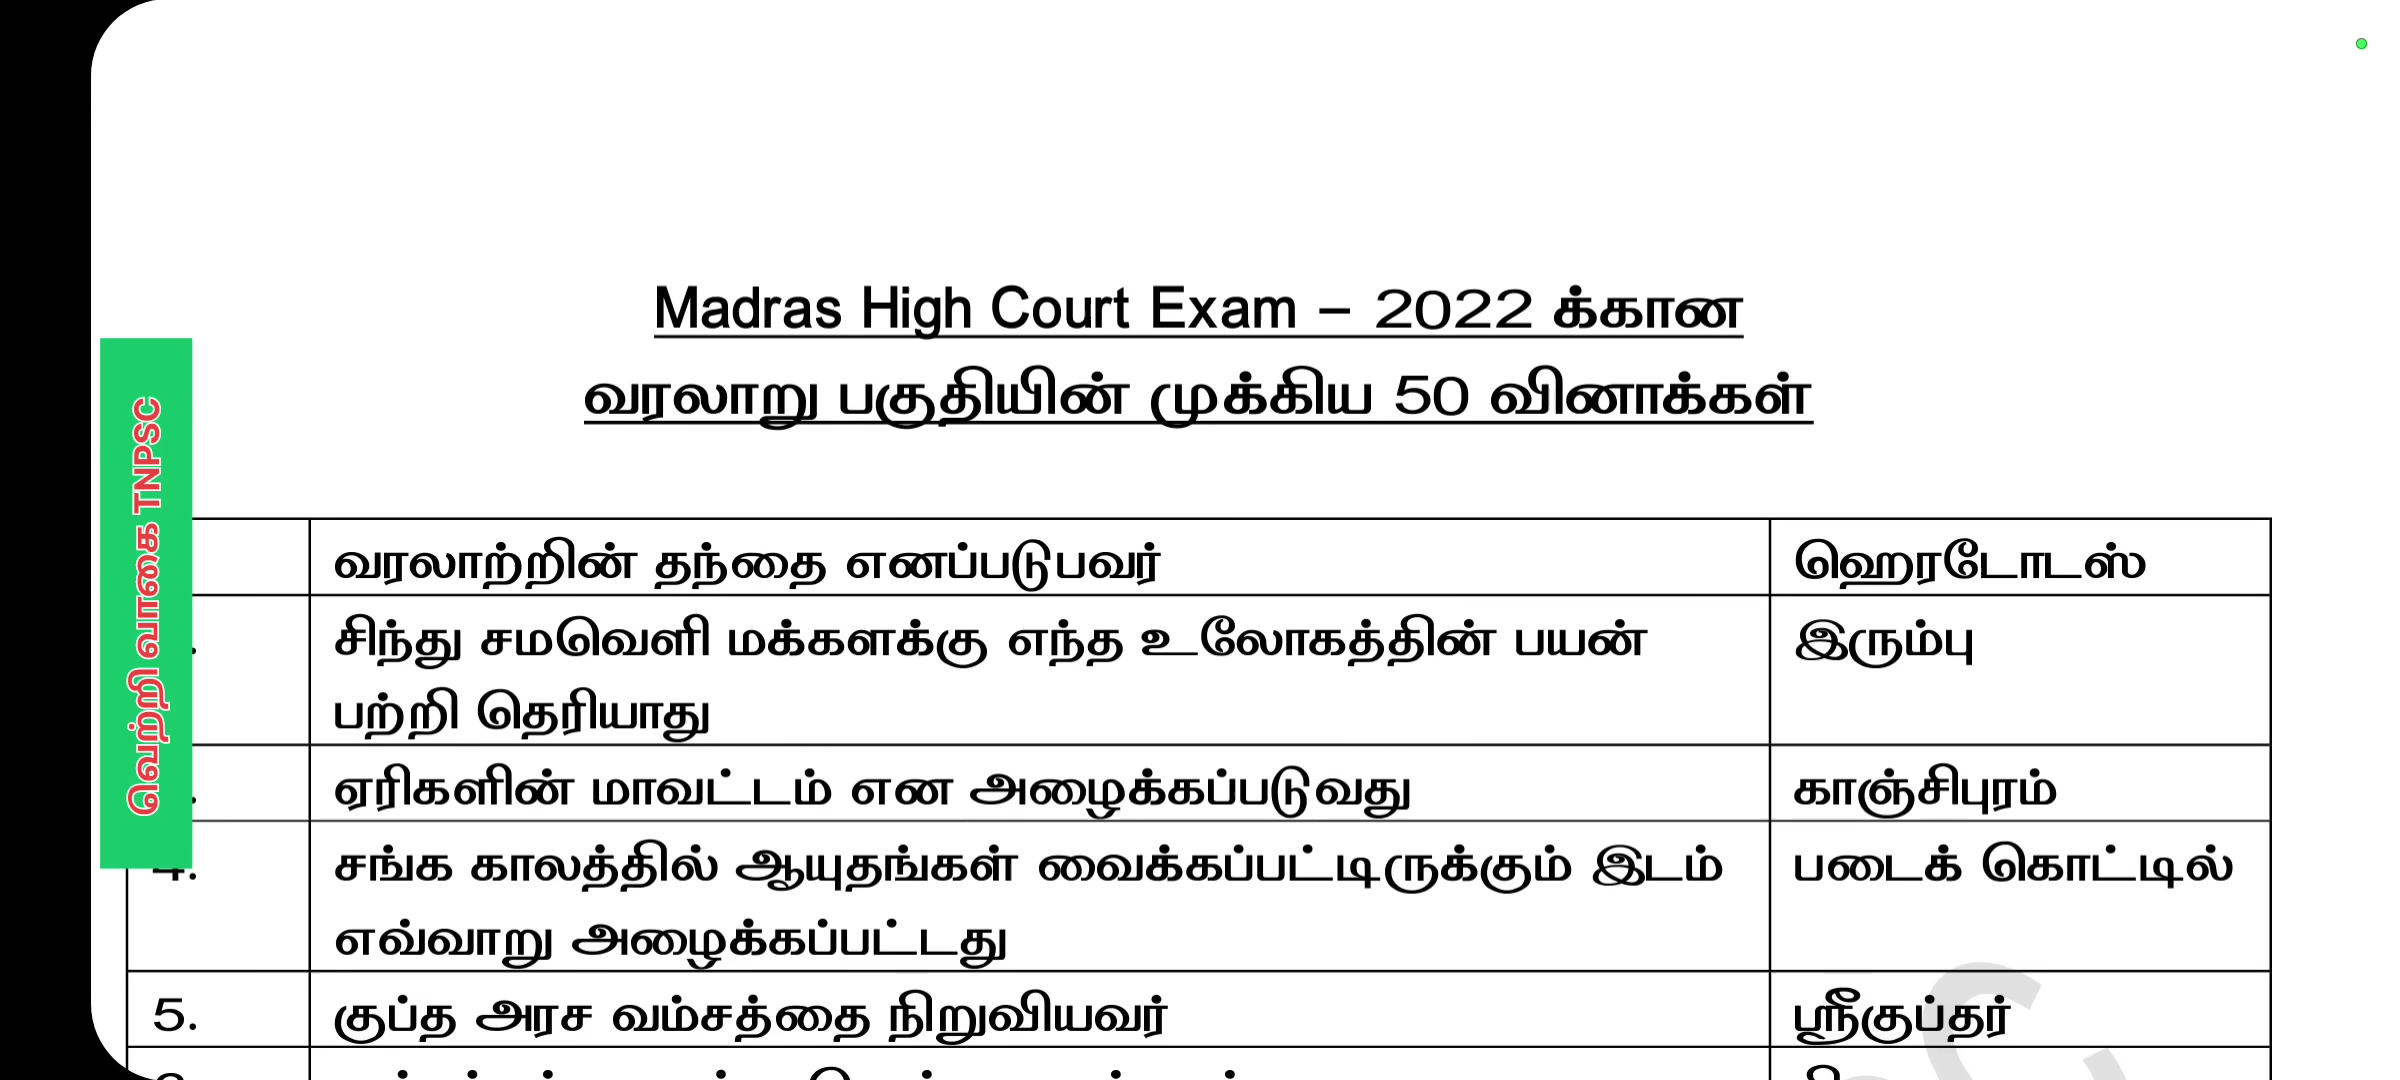 Madras High Court Exam – 2022 க்கான
வரலாறு பகுதியின் முக்கிய 50 வினாக்கள்
வெற்றி வாகை TNPSC
வரலாற்றின் தந்தை எனப்படுபவர் ஹெரடோடஸ்
சிந்து சமவெளி மக்களக்கு எந்த உலோகத்தின் பயன் இரும்பு
பற்றி தெரியாது
ஏரிகளின் மாவட்டம் என அழைக்கப்படுவது காஞ்சிபுரம்
4. சங்க காலத்தில் ஆயுதங்கள் வைக்கப்பட்டிருக்கும் இடம் படைக் கொட்டில்
எவ்வாறு அழைக்கப்பட்டது
5. குப்த அரச வம்சத்தை நிறுவியவர் ஸ்ரீகுப்தர்